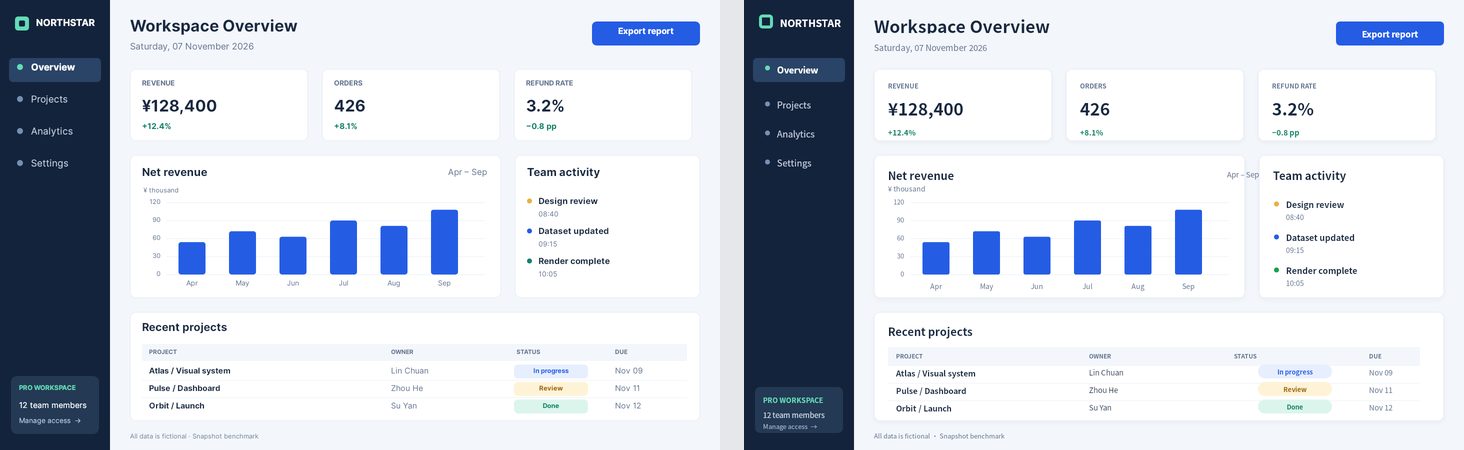 NORTHSTAR
Overview
Projects
Analytics
Settings
PRO WORKSPACE
12 team members
Manage access →
Workspace Overview
Saturday, 07 November 2026
Export report
REVENUE
¥128,400
+12.4%
ORDERS
426
+8.1%
REFUND RATE
3.2%
−0.8 pp
Net revenue
Apr – Sep
¥ thousand
120
90
60
30
0
Apr May Jun Jul Aug Sep
Team activity
Design review
08:40
Dataset updated
09:15
Render complete
10:05
Recent projects
PROJECT OWNER STATUS DUE
Atlas / Visual system Lin Chuan In progress Nov 09
Pulse / Dashboard Zhou He Review Nov 11
Orbit / Launch Su Yan Done Nov 12
All data is fictional · Snapshot benchmark
NORTHSTAR
Overview
Projects
Analytics
Settings
PRO WORKSPACE
12 team members
Manage access →
Workspace Overview
Saturday, 07 November 2026
Export report
REVENUE
¥128,400
+12.4%
ORDERS
426
+8.1%
REFUND RATE
3.2%
−0.8 pp
Net revenue
Apr – Sep
¥ thousand
120
90
60
30
0
Apr May Jun Jul Aug Sep
Team activity
Design review
08:40
Dataset updated
09:15
Render complete
10:05
Recent projects
PROJECT OWNER STATUS DUE
Atlas / Visual system Lin Chuan In progress Nov 09
Pulse / Dashboard Zhou He Review Nov 11
Orbit / Launch Su Yan Done Nov 12
All data is fictional · Snapshot benchmark